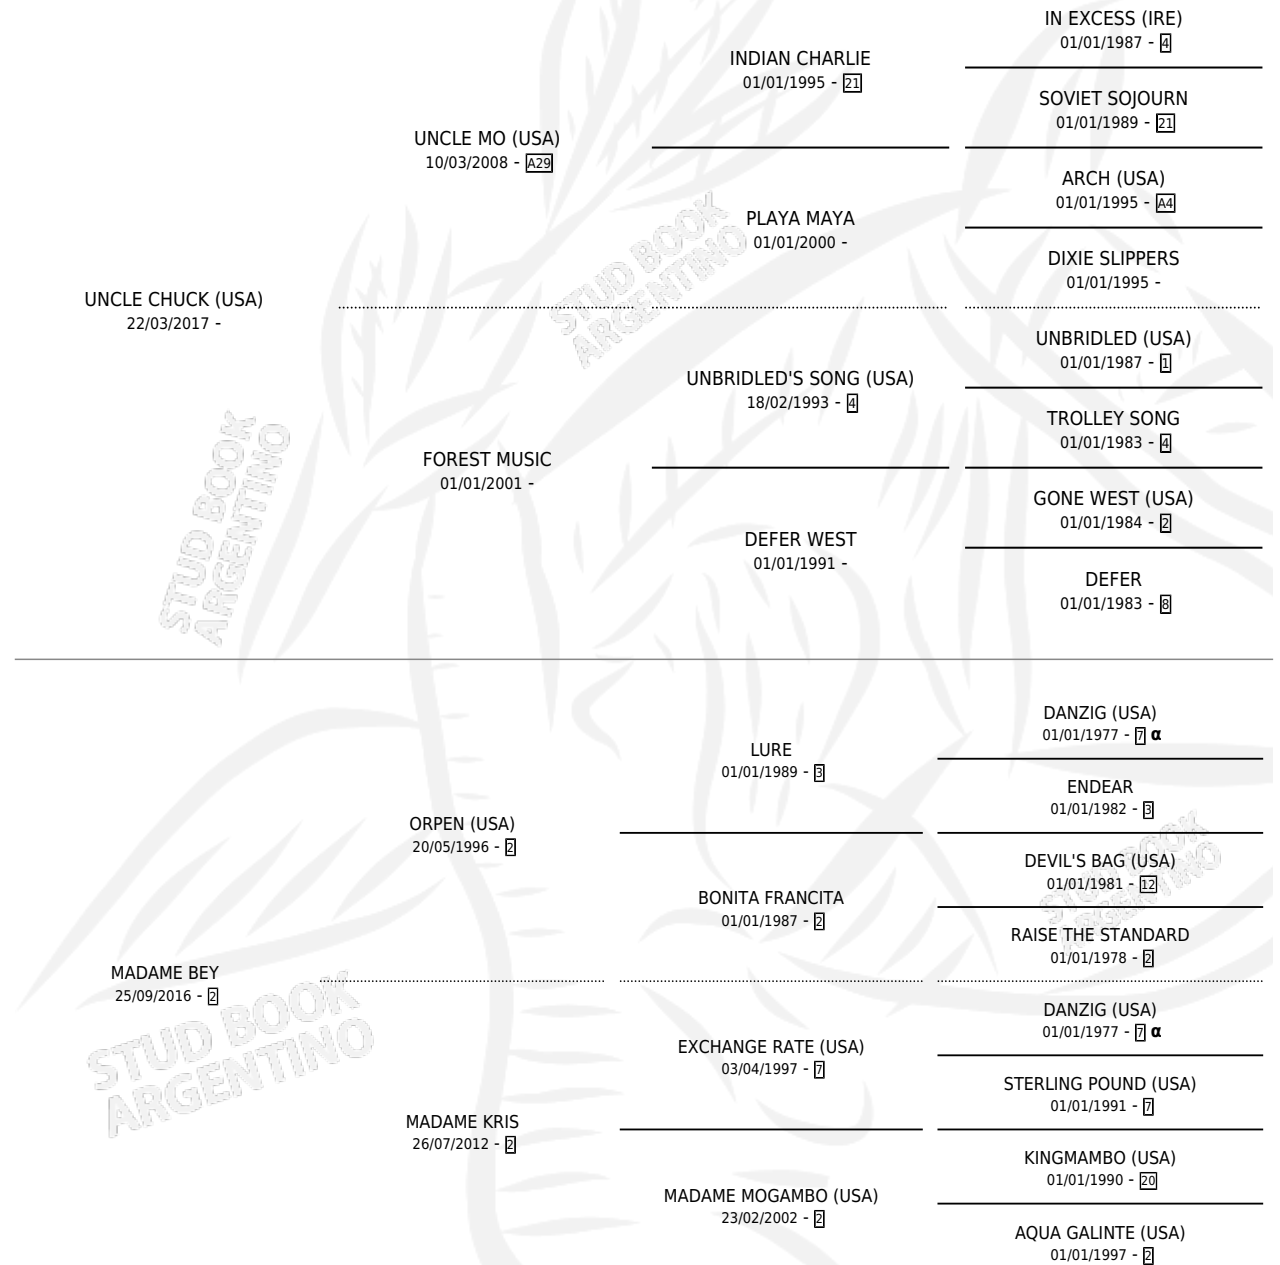 UNCLE CHUCK (USA)
22/03/2017 -
UNCLE MO (USA)
10/03/2008 - A29
INDIAN CHARLIE
01/01/1995 - 21
IN EXCESS (IRE)
01/01/1987 - 4
SOVIET SOJOURN
01/01/1989 - 21
PLAYA MAYA
01/01/2000 -
ARCH (USA)
01/01/1995 - A4
DIXIE SLIPPERS
01/01/1995 -
FOREST MUSIC
01/01/2001 -
UNBRIDLED'S SONG (USA)
18/02/1993 - 4
UNBRIDLED (USA)
01/01/1987 - 1
TROLLEY SONG
01/01/1983 - 4
DEFER WEST
01/01/1991 -
GONE WEST (USA)
01/01/1984 - 2
DEFER
01/01/1983 - 8
MADAME BEY
25/09/2016 - 2
ORPEN (USA)
20/05/1996 - 2
LURE
01/01/1989 - 3
DANZIG (USA)
01/01/1977 - 7 α
ENDEAR
01/01/1982 - 3
BONITA FRANCITA
01/01/1987 - 2
DEVIL'S BAG (USA)
01/01/1981 - 12
RAISE THE STANDARD
01/01/1978 - 2
MADAME KRIS
26/07/2012 - 2
EXCHANGE RATE (USA)
03/04/1997 - 7
DANZIG (USA)
01/01/1977 - 7 α
STERLING POUND (USA)
01/01/1991 - 7
MADAME MOGAMBO (USA)
23/02/2002 - 2
KINGMAMBO (USA)
01/01/1990 - 20
AQUA GALINTE (USA)
01/01/1997 - 2
STUD BOOK
ARGENTINO
STUD BOOK
ARGENTINO
STUD BOOK
ARGENTINO
STUD BOOK
ARGENTINO